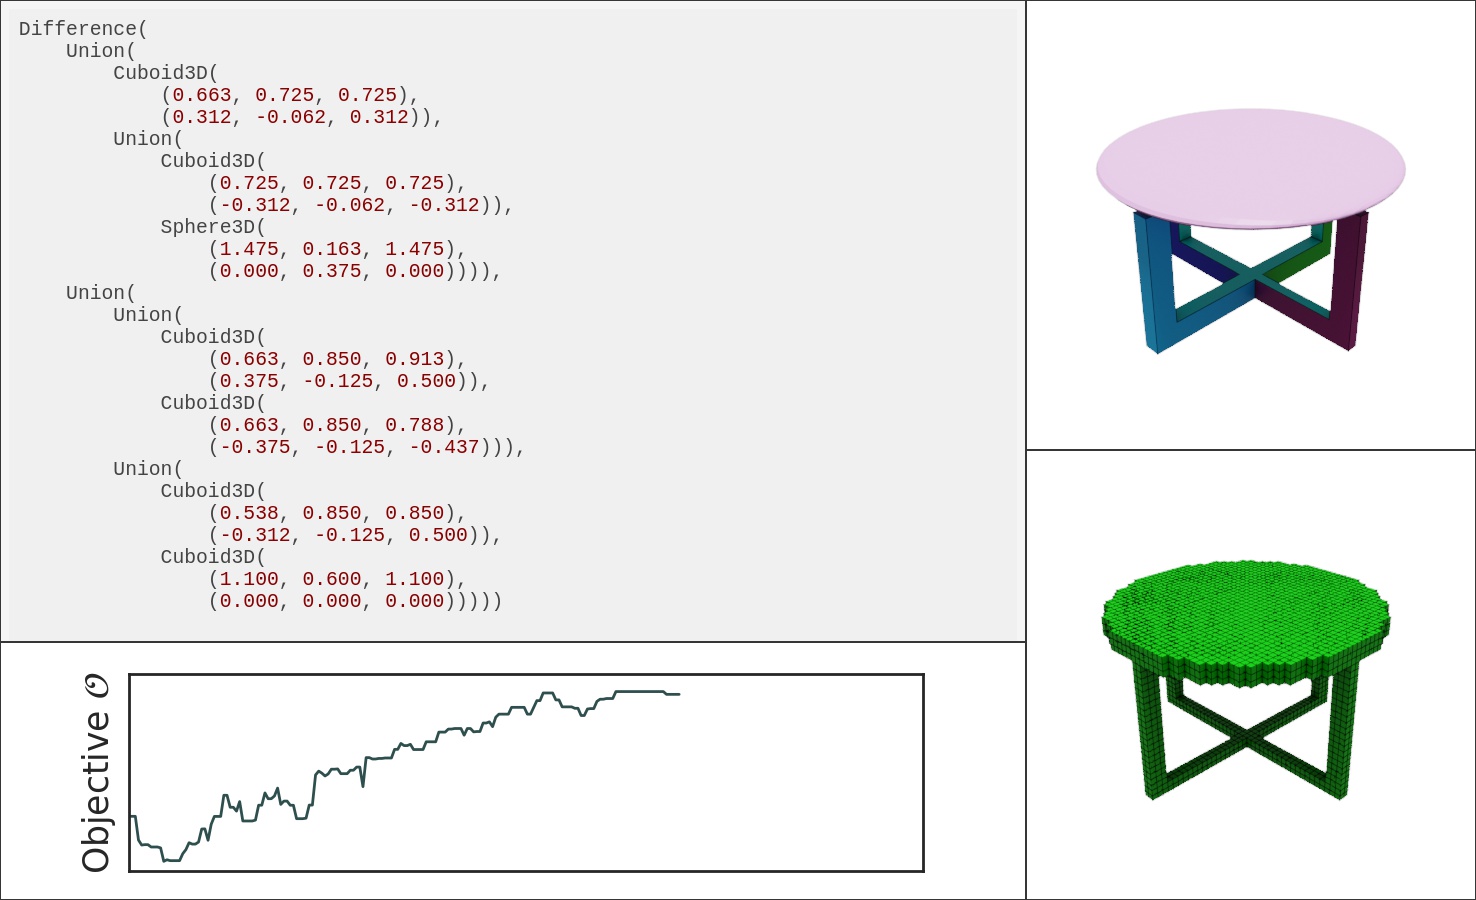 Difference(
    Union(
        Cuboid3D(
            (0.663, 0.725, 0.725),
            (0.312, -0.062, 0.312)),
        Union(
            Cuboid3D(
                (0.725, 0.725, 0.725),
                (-0.312, -0.062, -0.312)),
            Sphere3D(
                (1.475, 0.163, 1.475),
                (0.000, 0.375, 0.000)))),
    Union(
        Union(
            Cuboid3D(
                (0.663, 0.850, 0.913),
                (0.375, -0.125, 0.500)),
            Cuboid3D(
                (0.663, 0.850, 0.788),
                (-0.375, -0.125, -0.437))),
        Union(
            Cuboid3D(
                (0.538, 0.850, 0.850),
                (-0.312, -0.125, 0.500)),
            Cuboid3D(
                (1.100, 0.600, 1.100),
                (0.000, 0.000, 0.000)))))
Objective 𝒪